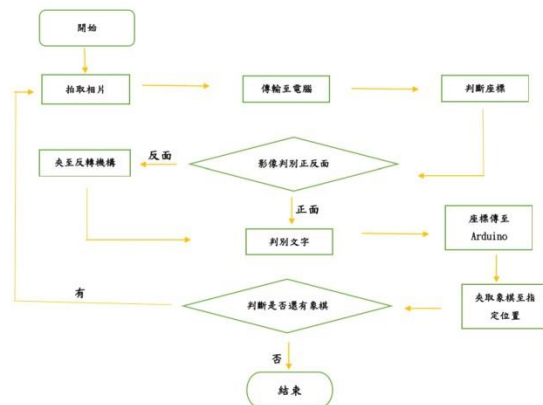 開始
拍取相片
傳輸至電腦
判斷座標
影像判別正反面
反面
夾至反轉機構
正面
判別文字
座標傳至
Arduino
夾取象棋至指
定位置
判斷是否還有象棋
有
否
結束